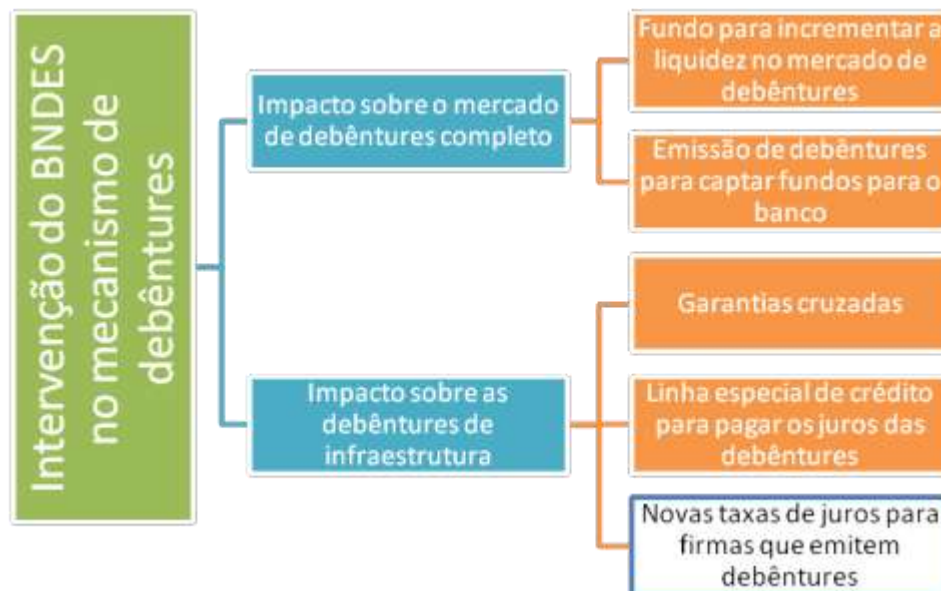 Intervenção do BNDES
no mecanismo de
debêntures
Impacto sobre o mercado
de debêntures completo
Fundo para incrementar a
liquidez no mercado de
debêntures
Emissão de debêntures
para captar fundos para o
banco
Impacto sobre as
debêntures de
infraestrutura
Garantias cruzadas
Linha especial de crédito
para pagar os juros das
debêntures
Novas taxas de juros para
firmas que emitem
debêntures